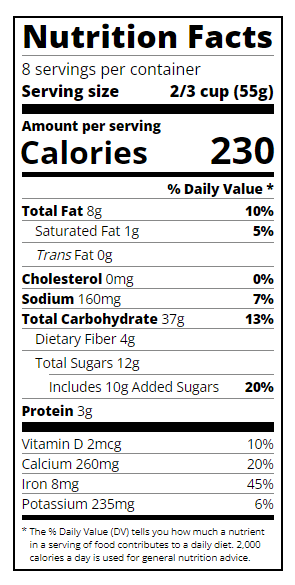 Nutrition Facts
8 servings per container
Serving size 2/3 cup (55g)
Amount per serving
Calories 230
% Daily Value *
Total Fat 8g 10%
Saturated Fat 1g 5%
Trans Fat 0g
Cholesterol 0mg 0%
Sodium 160mg 7%
Total Carbohydrate 37g 13%
Dietary Fiber 4g
Total Sugars 12g
Includes 10g Added Sugars 20%
Protein 3g
Vitamin D 2mcg 10%
Calcium 260mg 20%
Iron 8mg 45%
Potassium 235mg 6%
* The % Daily Value (DV) tells you how much a nutrient
in a serving of food contributes to a daily diet. 2,000
calories a day is used for general nutrition advice.